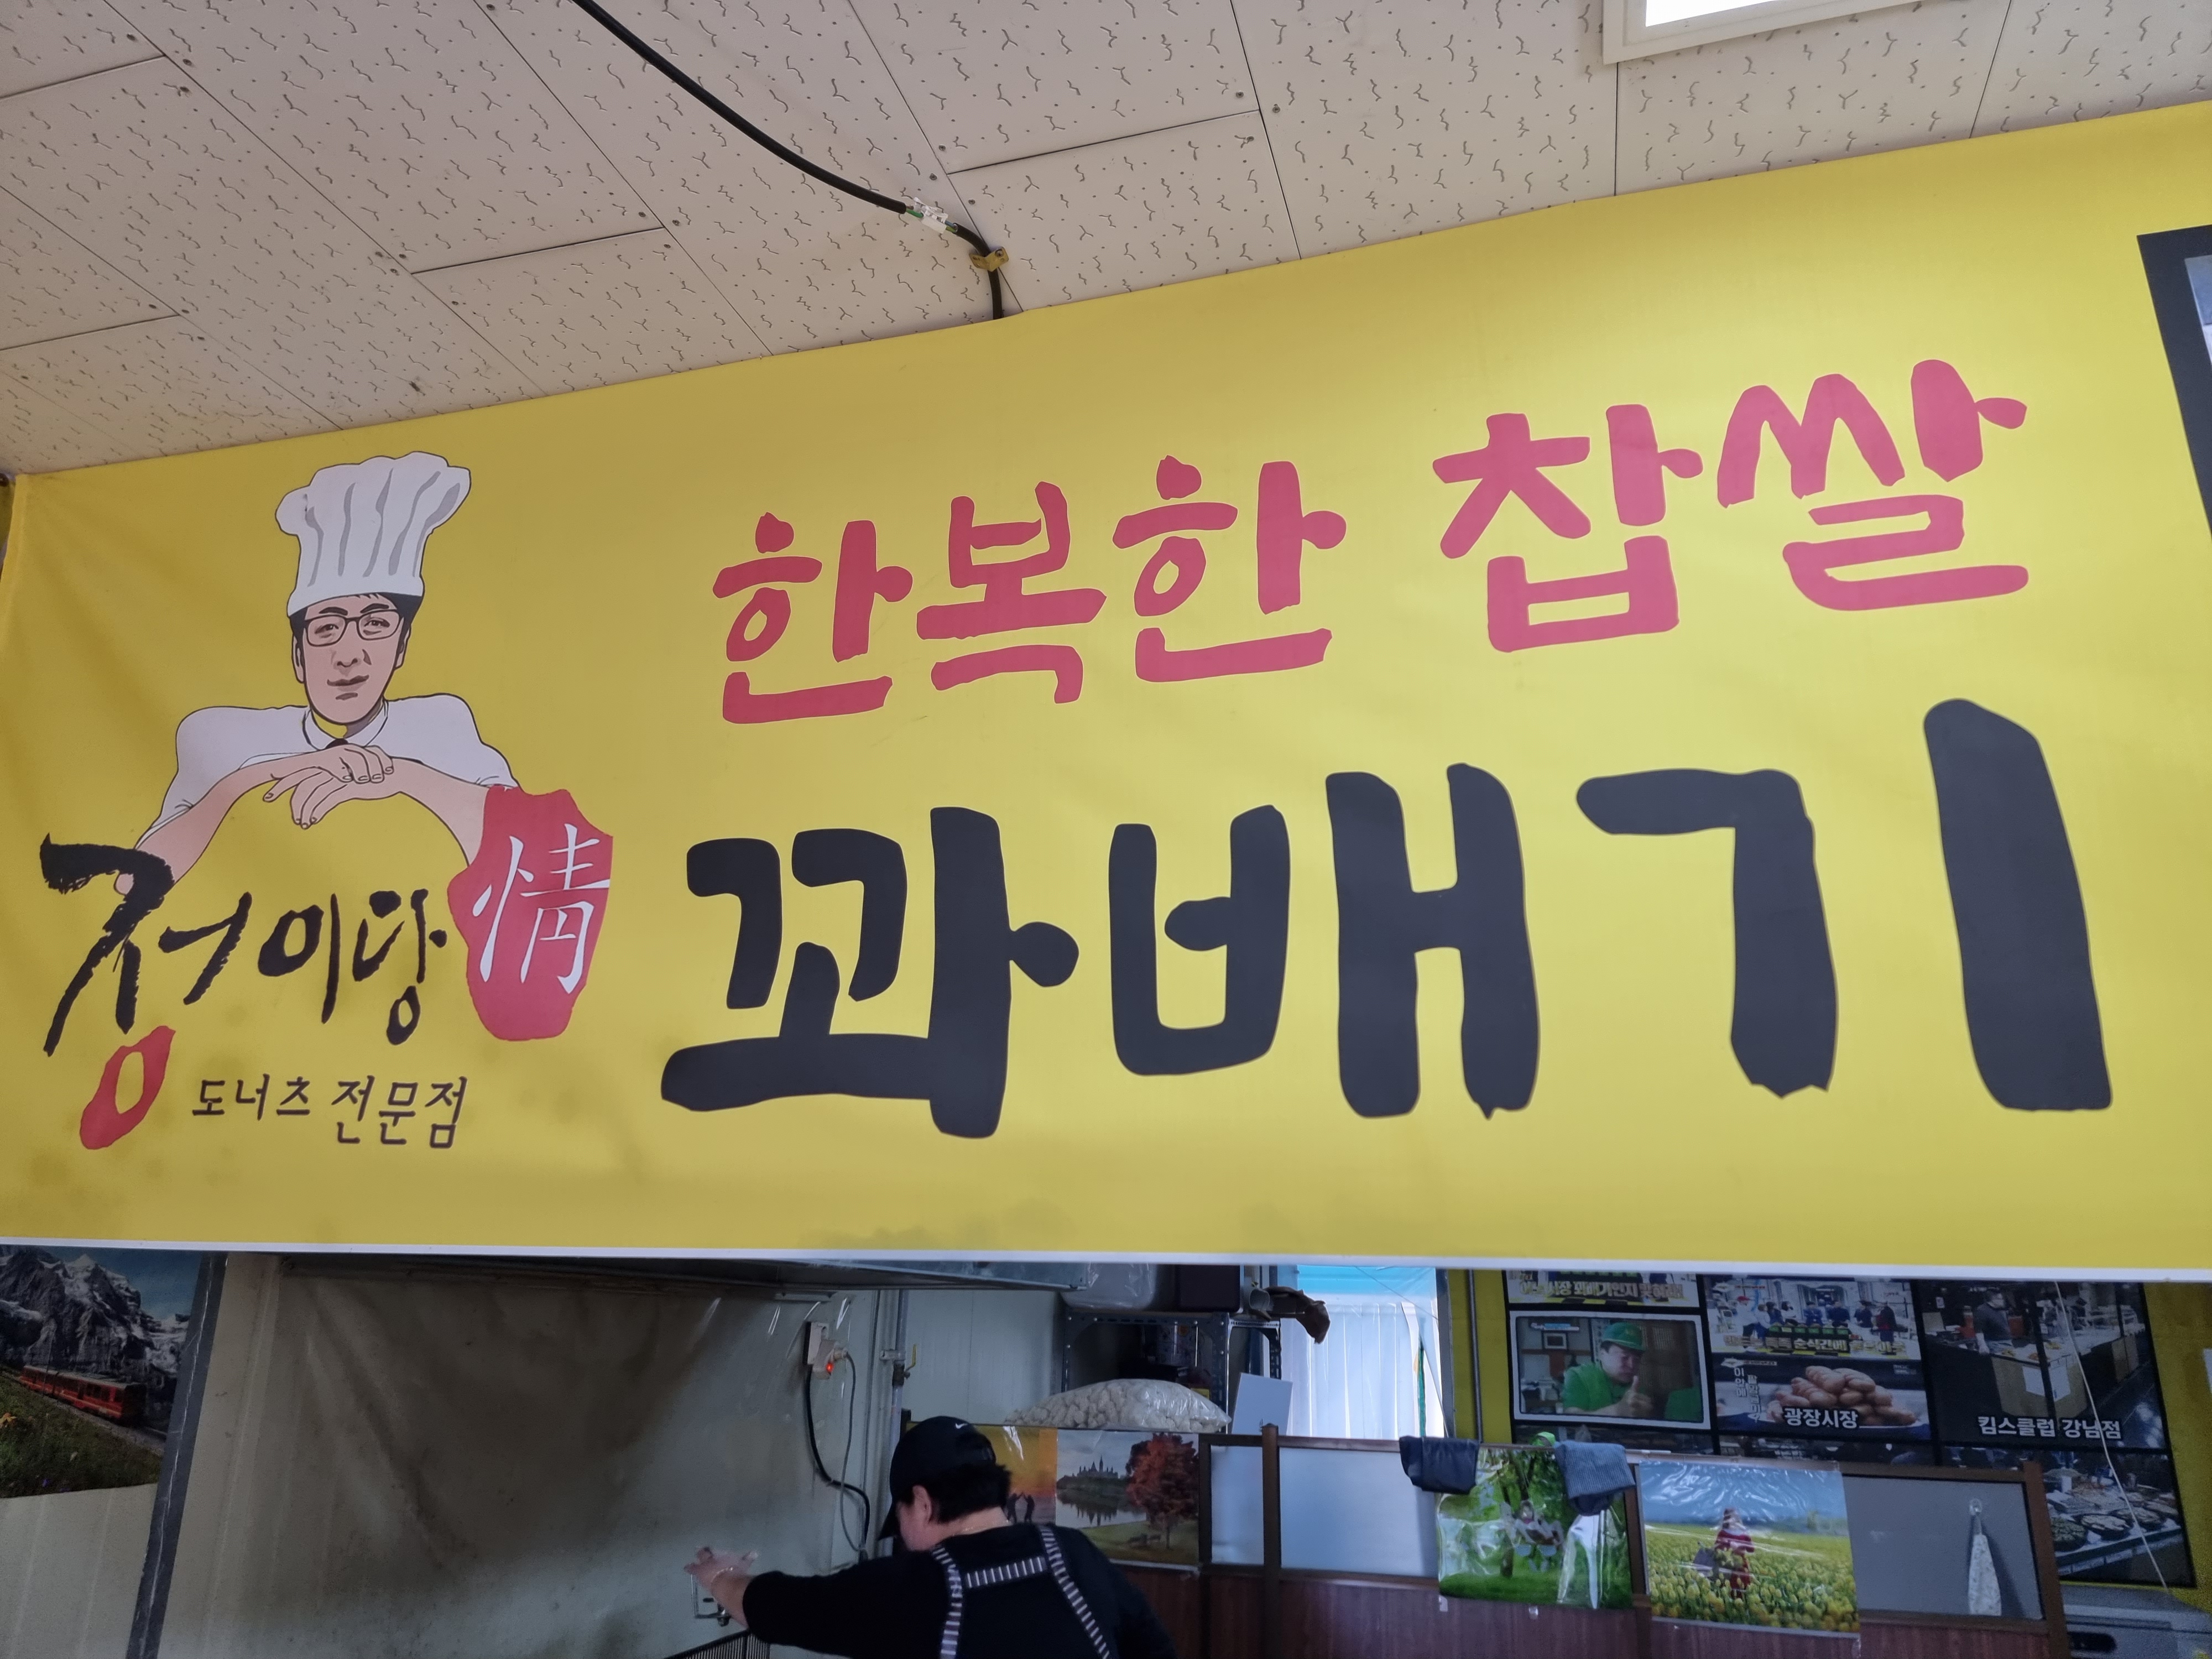 한복한 찹쌀
꽈배기
정미당 情
도너츠 전문점
광장시장
킴스클럽 강남점